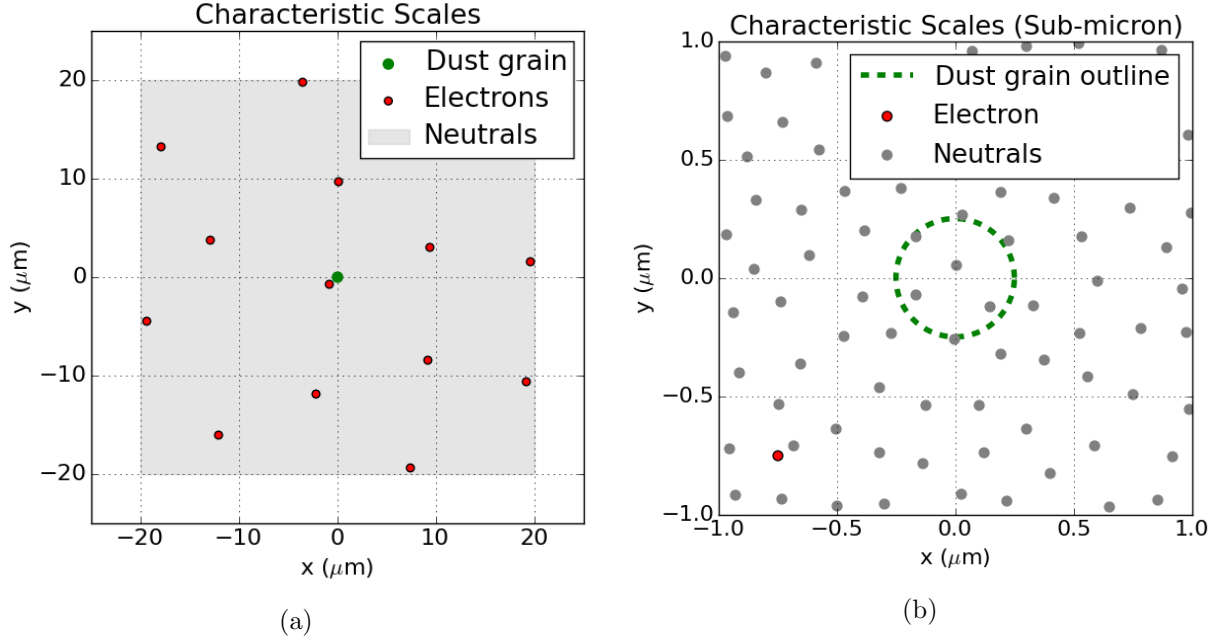 Characteristic Scales
Dust grain
Electrons
Neutrals
20
10
0
−10
−20
y (μm)
−20
−10
0
10
20
x (μm)
(a)
Characteristic Scales (Sub-micron)
Dust grain outline
Electron
Neutrals
1.0
0.5
0.0
−0.5
−1.0
y (μm)
−1.0
−0.5
0.0
0.5
1.0
x (μm)
(b)